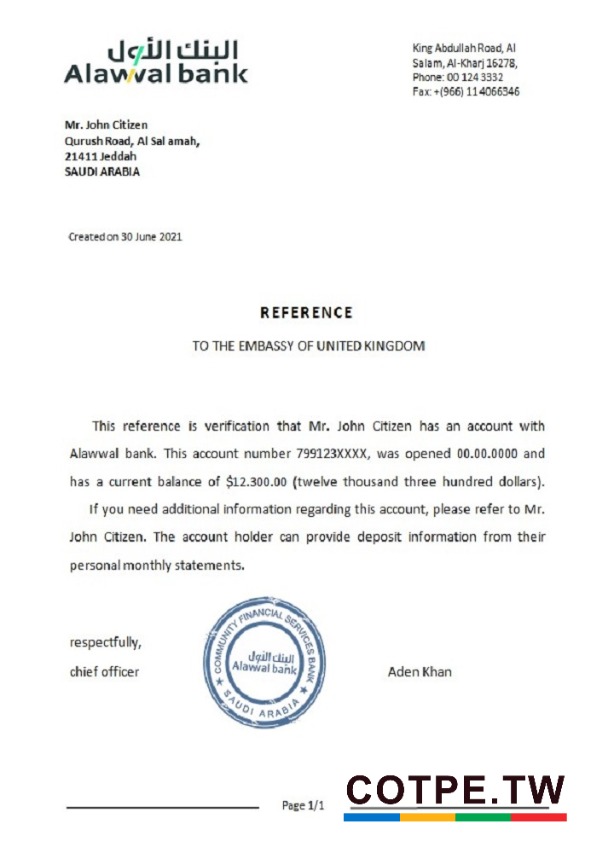 البنك الأول
Alawwal bank
King Abdullah Road, Al
Salam, Al-Kharj 16278,
Phone: 00 124 3332
Fax: +(966) 114066346
Mr. John Citizen
Qurush Road, Al Sal amah,
21411 Jeddah
SAUDI ARABIA
Created on 30 June 2021
REFERENCE
TO THE EMBASSY OF UNITED KINGDOM
This reference is verification that Mr. John Citizen has an account with
Alawwal bank. This account number 799123XXXX, was opened 00.00.0000 and
has a current balance of $12.300.00 (twelve thousand three hundred dollars).
If you need additional information regarding this account, please refer to Mr.
John Citizen. The account holder can provide deposit information from their
personal monthly statements.
respectfully,
chief officer
COMMUNITY FINANCIAL SERVICES BANK
البنك الأول
Alawwal bank
★ SAUDI ARABIA ★
Aden Khan
Page 1/1
COTPE.TW